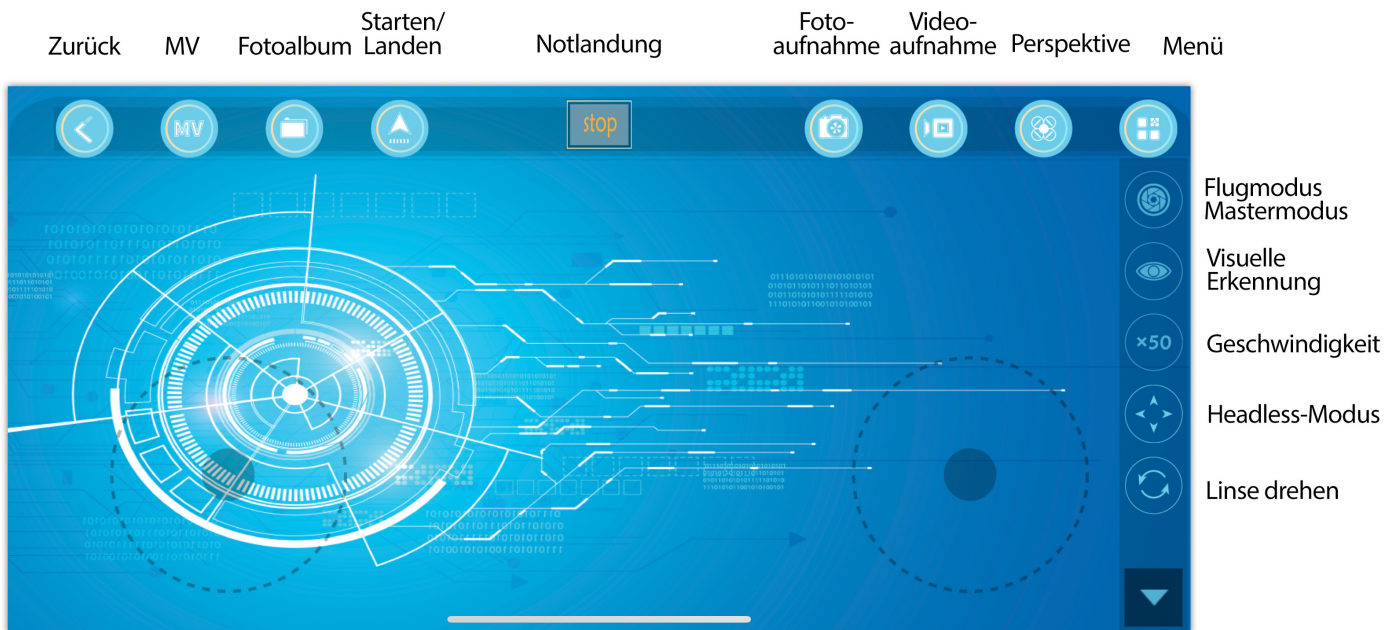 Zurück
MV
Fotoalbum
Starten/
Landen
Notlandung
Foto-
aufnahme
Video-
aufnahme
Perspektive
Menü
MV
stop
Flugmodus
Mastermodus
Visuelle
Erkennung
×50
Geschwindigkeit
Headless-Modus
Linse drehen